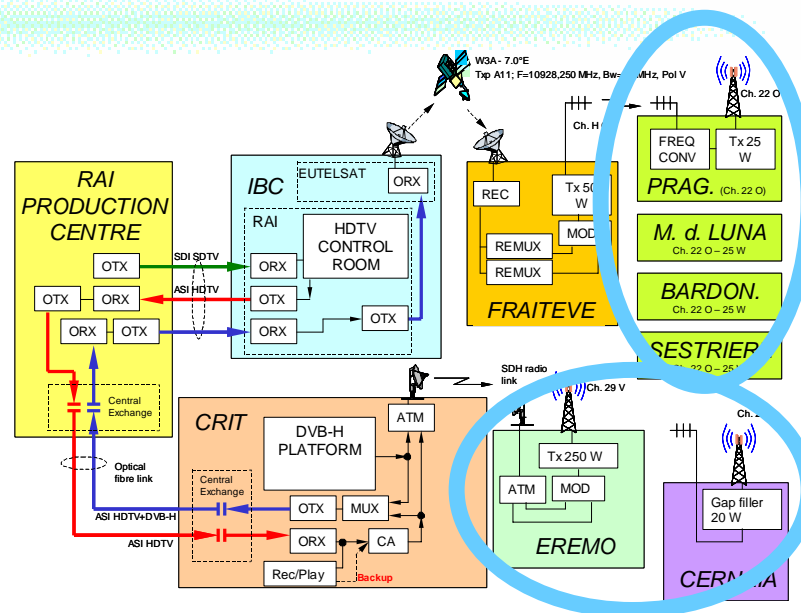 W3A - 7.0°E
Txp A11; F=10928,250 MHz, Bw= MHz, Pol V
Ch. 22 O
Ch. H
FREQ
CONV
Tx 25
W
PRAG. (Ch. 22 O)
M. d. LUNA
Ch. 22 O – 25 W
BARDON.
Ch. 22 O – 25 W
SESTRIER
Ch. 22 O – 25 W
RAI
PRODUCTION
CENTRE
OTX
OTX
ORX
ORX
OTX
Central
Exchange
SDI SDTV
ASI HDTV
IBC
EUTELSAT
ORX
RAI
HDTV
CONTROL
ROOM
ORX
OTX
ORX
OTX
REC
Tx 50
W
MOD
REMUX
REMUX
FRAITEVE
Optical
fibre link
ASI HDTV+DVB-H
ASI HDTV
CRIT
DVB-H
PLATFORM
ATM
Central
Exchange
OTX
MUX
ORX
CA
Rec/Play
Backup
SDH radio
link
Ch. 29 V
Tx 250 W
ATM
MOD
EREMO
Gap filler
20 W